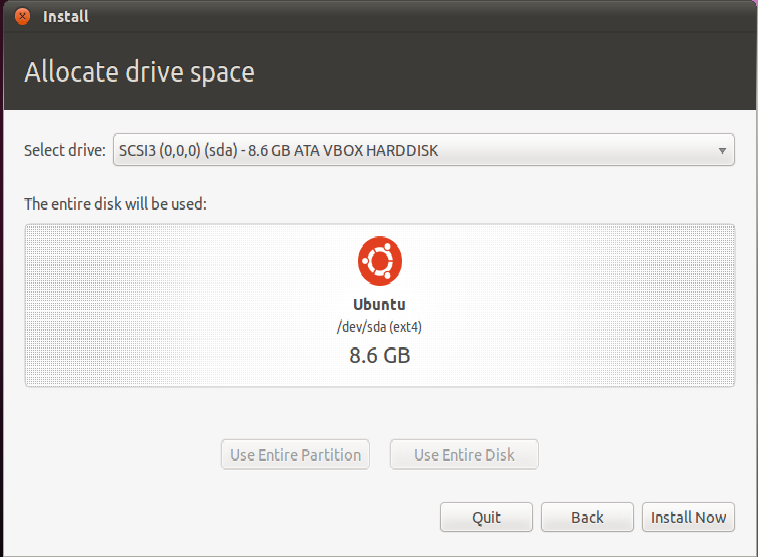 Install
Allocate drive space
Select drive: SCSI3 (0,0,0) (sda) - 8.6 GB ATA VBOX HARDDISK
The entire disk will be used:
Ubuntu
/dev/sda (ext4)
8.6 GB
Use Entire Partition Use Entire Disk
Quit Back Install Now